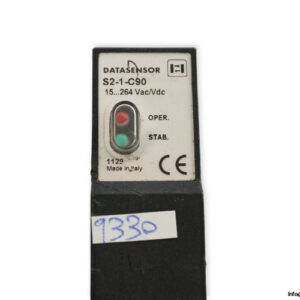 DATASENSOR
S2-1-C90
15...264 Vac/Vdc
OPER.
STAB.
1129
Made in Italy
CE
9330